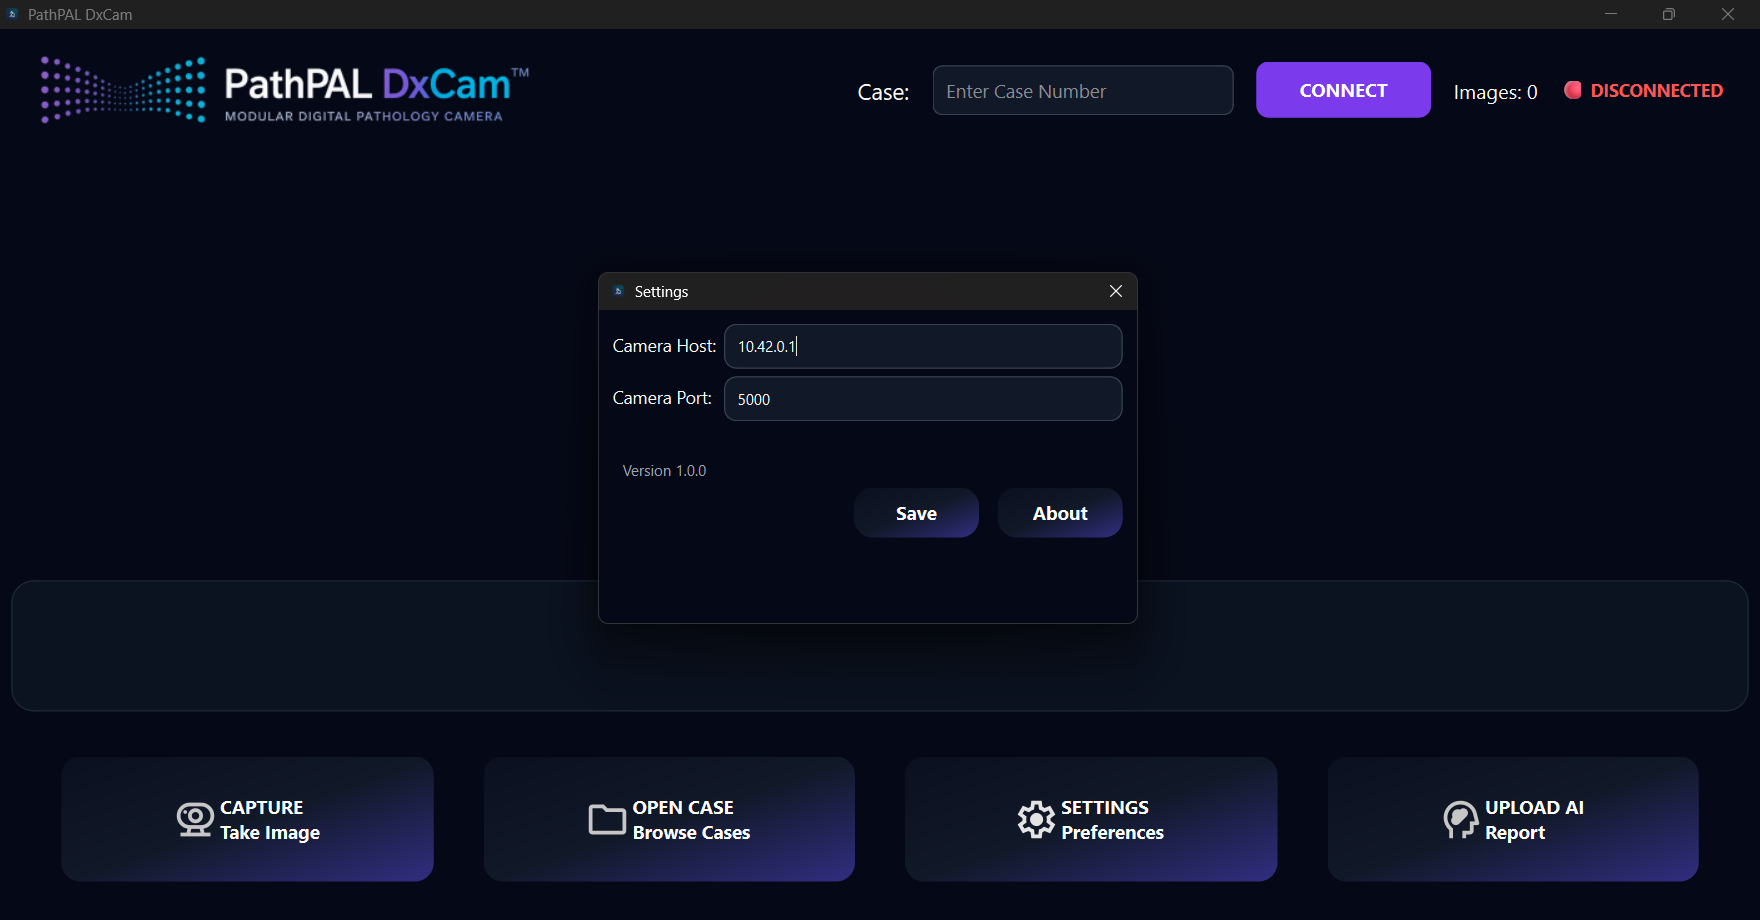 PathPAL DxCam
PathPAL DxCam™
MODULAR DIGITAL PATHOLOGY CAMERA
Case:
Enter Case Number
CONNECT
Images: 0
DISCONNECTED
Settings
Camera Host:
10.42.0.1
Camera Port:
5000
Version 1.0.0
Save
About
CAPTURE
Take Image
OPEN CASE
Browse Cases
SETTINGS
Preferences
UPLOAD AI
Report